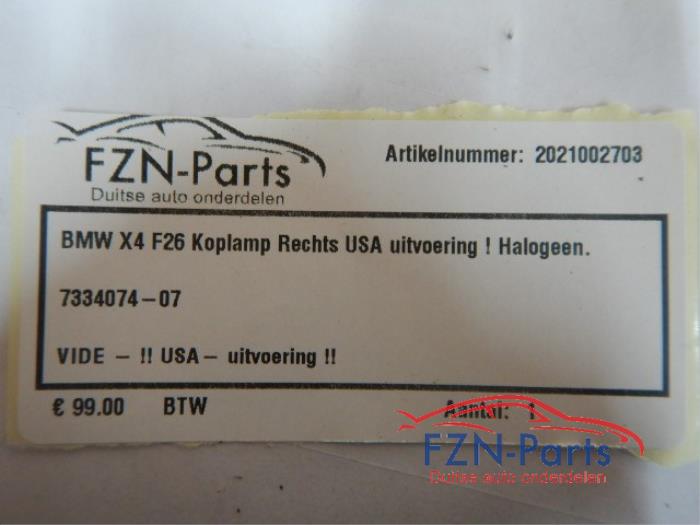 FZN-Parts
Duitse auto onderdelen
Artikelnummer: 2021002703
BMW X4 F26 Koplamp Rechts USA uitvoering ! Halogeen.
7334074-07
VIDE - !! USA - uitvoering !!
€ 99.00 BTW Aantal: 1
FZN-Parts
Duitse auto onderdelen